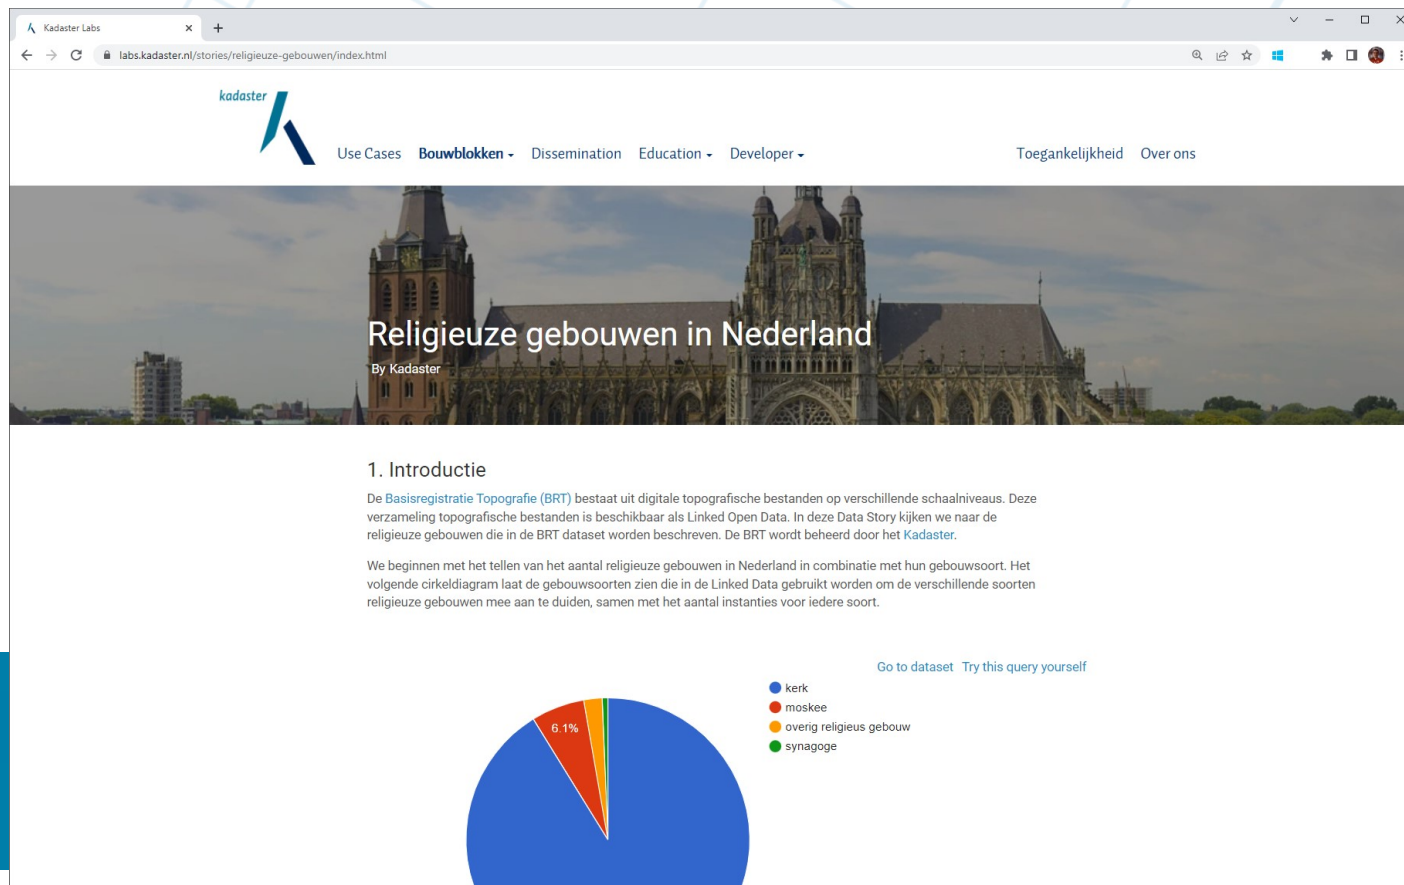 Kadaster Labs
labs.kadaster.nl/stories/religieuze-gebouwen/index.html
kadaster
Use Cases Bouwblokken Dissemination Education Developer Toegankelijkheid Over ons
Religieuze gebouwen in Nederland
By Kadaster
1. Introductie
De Basisregistratie Topografie (BRT) bestaat uit digitale topografische bestanden op verschillende schaalniveaus. Deze
verzameling topografische bestanden is beschikbaar als Linked Open Data. In deze Data Story kijken we naar de
religieuze gebouwen die in de BRT dataset worden beschreven. De BRT wordt beheerd door het Kadaster.
We beginnen met het tellen van het aantal religieuze gebouwen in Nederland in combinatie met hun gebouwsoort. Het
volgende cirkeldiagram laat de gebouwsoorten zien die in de Linked Data gebruikt worden om de verschillende soorten
religieuze gebouwen mee aan te duiden, samen met het aantal instanties voor iedere soort.
Go to dataset Try this query yourself
kerk
moskee
overig religieus gebouw
synagoge
6.1%